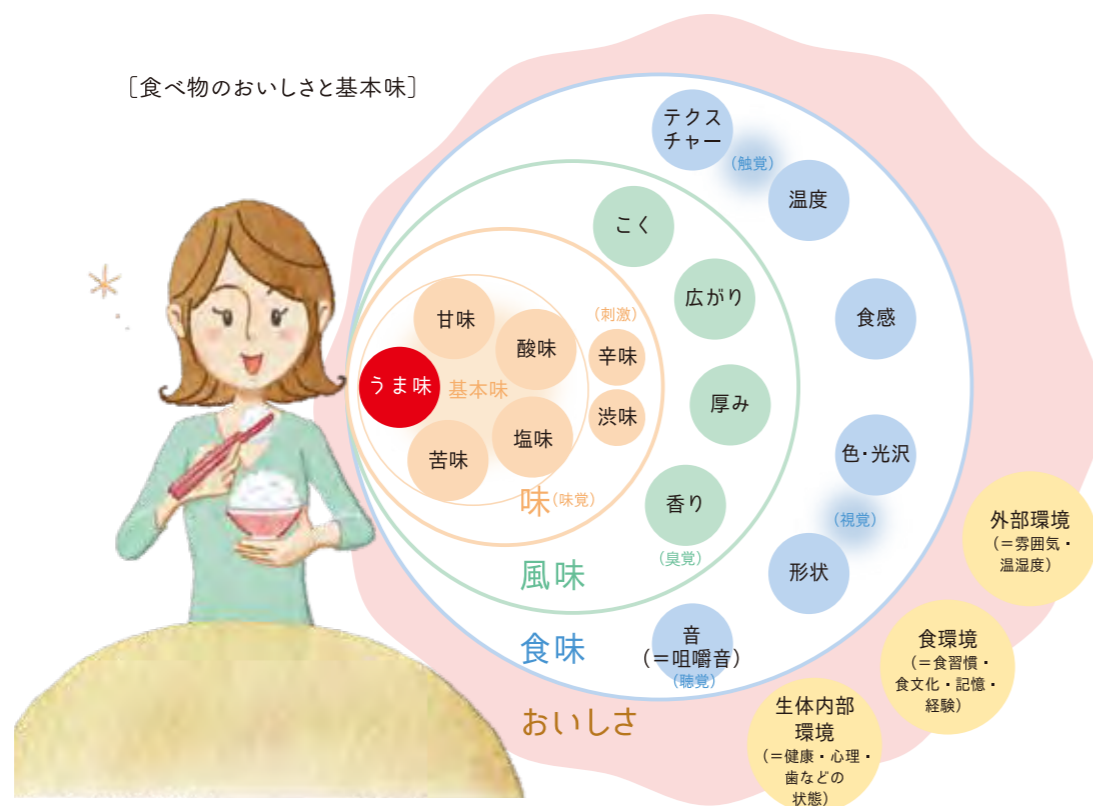 ［食べ物のおいしさと基本味］
テクス
チャー
（触覚）
温度
こく
広がり
食感
（刺激）
甘味
酸味
辛味
うま味
基本味
厚み
渋味
塩味
苦味
色・光沢
味（味覚）
香り
（臭覚）
（視覚）
外部環境
（＝雰囲気・
温湿度）
風味
形状
食味
音
（＝咀嚼音）
（聴覚）
食環境
（＝食習慣・
食文化・記憶・
経験）
おいしさ
生体内部
環境
（＝健康・心理・
歯などの
状態）